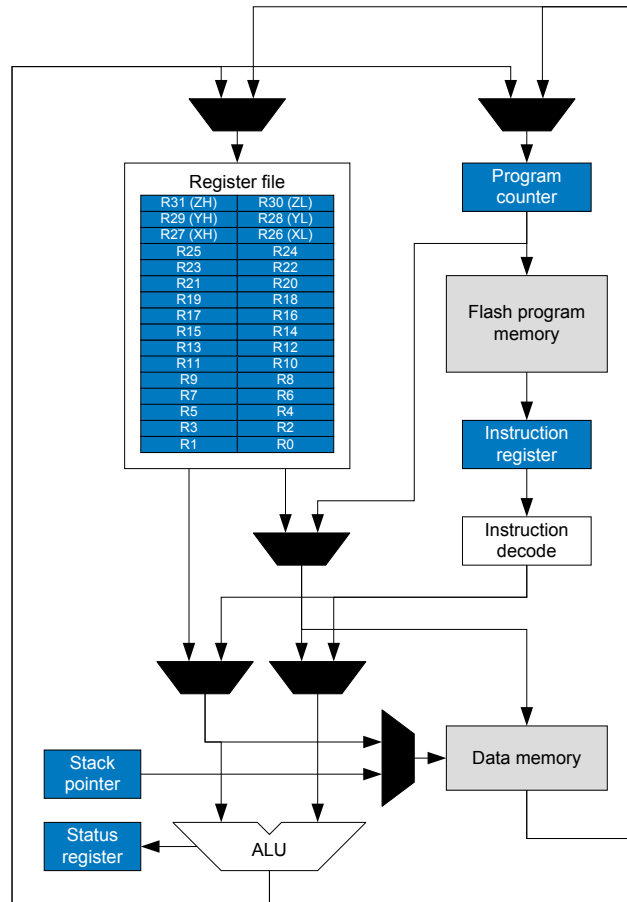 Register file
R31 (ZH) R30 (ZL)
R29 (YH) R28 (YL)
R27 (XH) R26 (XL)
R25 R24
R23 R22
R21 R20
R19 R18
R17 R16
R15 R14
R13 R12
R11 R10
R9 R8
R7 R6
R5 R4
R3 R2
R1 R0
Program
counter
Flash program
memory
Instruction
register
Instruction
decode
Stack
pointer
Data memory
Status
register
ALU